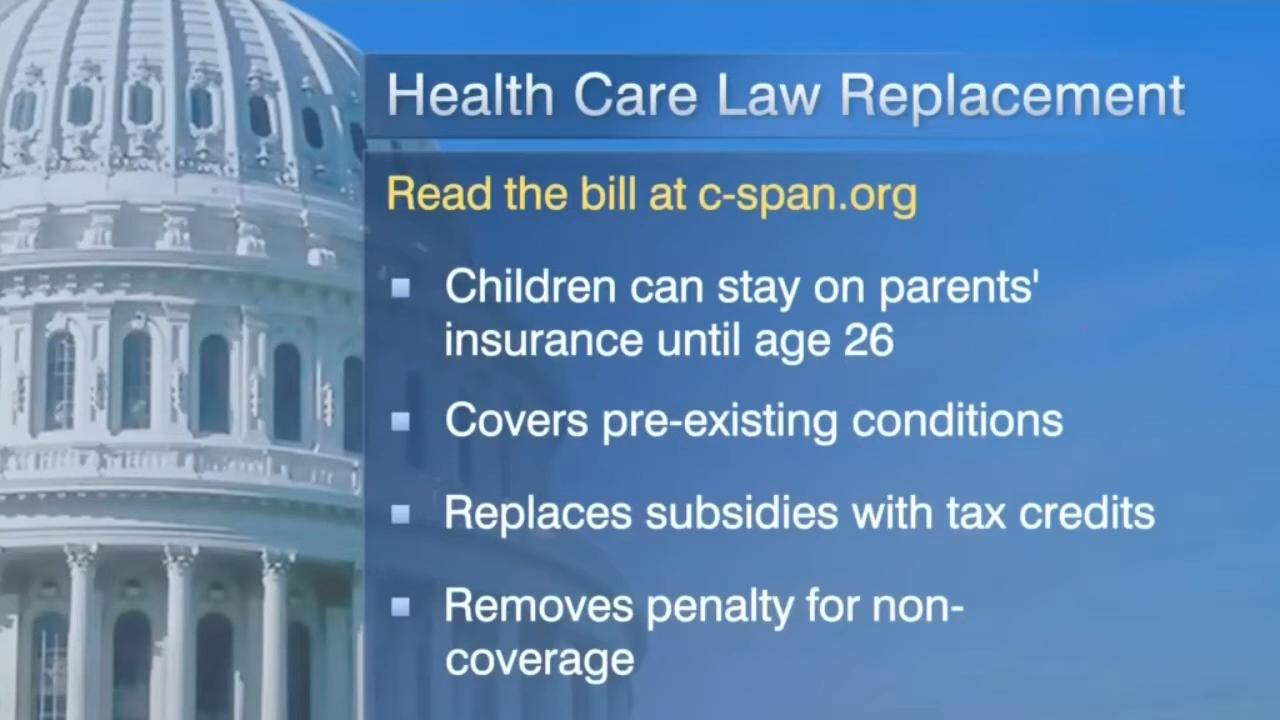 Health Care Law Replacement
Read the bill at c-span.org
Children can stay on parents'
insurance until age 26
Covers pre-existing conditions
Replaces subsidies with tax credits
Removes penalty for non-
coverage